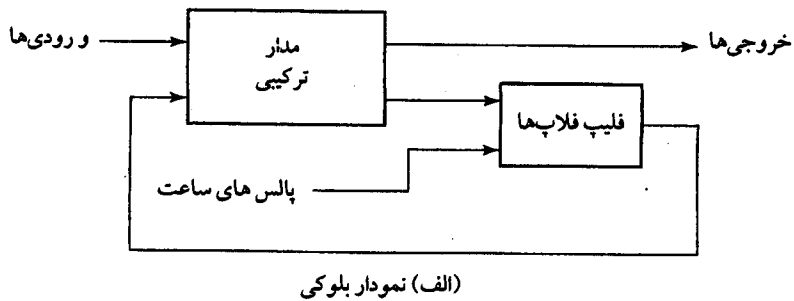 ورودی‌ها
مدار
ترکیبی
خروجی‌ها
فلیپ فلاپ‌ها
پالس های ساعت
(الف) نمودار بلوکی